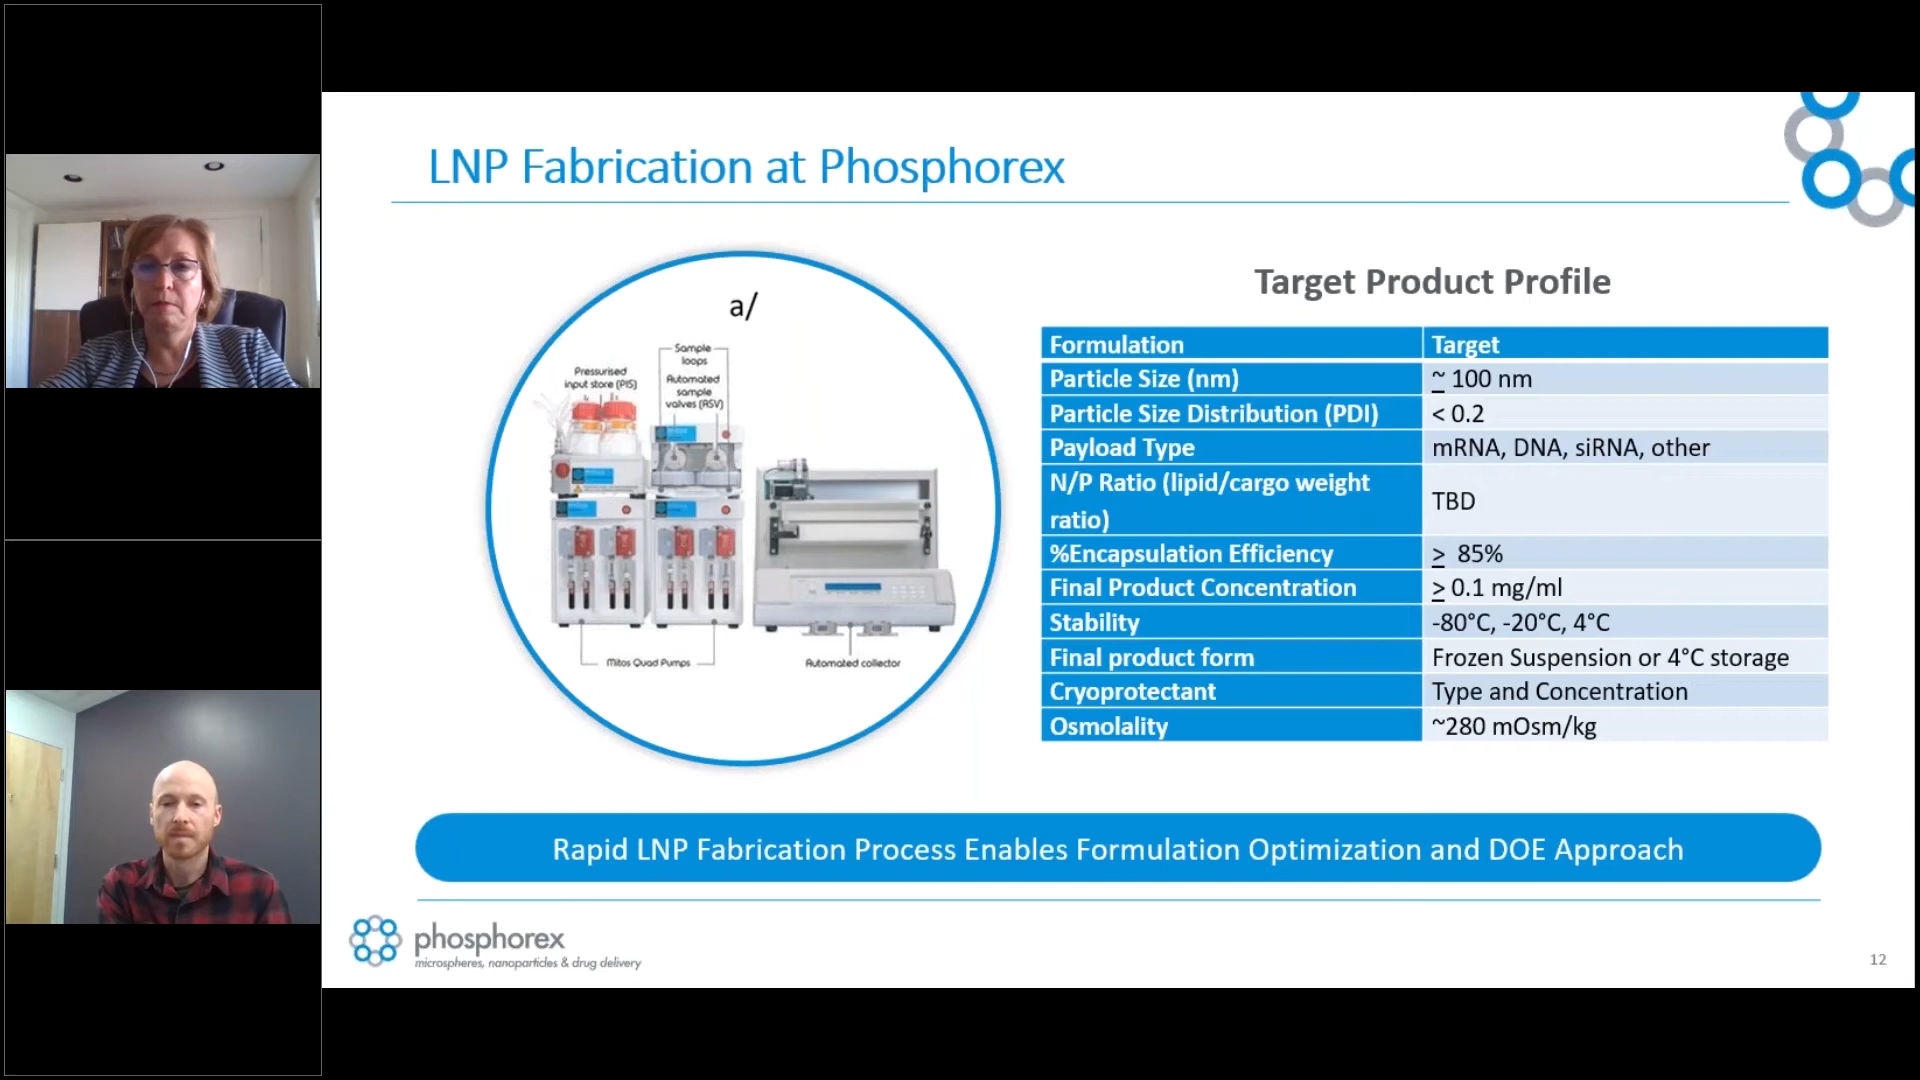 LNP Fabrication at Phosphorex
a/
Sample
loops
Pressurised
input store (PIS)
Automated
sample
valves (ASV)
Mitos Quad Pumps
Automated collector
Target Product Profile
Formulation Target
Particle Size (nm) ~ 100 nm
Particle Size Distribution (PDI) < 0.2
Payload Type mRNA, DNA, siRNA, other
N/P Ratio (lipid/cargo weight
ratio) TBD
%Encapsulation Efficiency > 85%
Final Product Concentration > 0.1 mg/ml
Stability -80°C, -20°C, 4°C
Final product form Frozen Suspension or 4°C storage
Cryoprotectant Type and Concentration
Osmolality ~280 mOsm/kg
Rapid LNP Fabrication Process Enables Formulation Optimization and DOE Approach
phosphorex
microspheres, nanoparticles & drug delivery
12